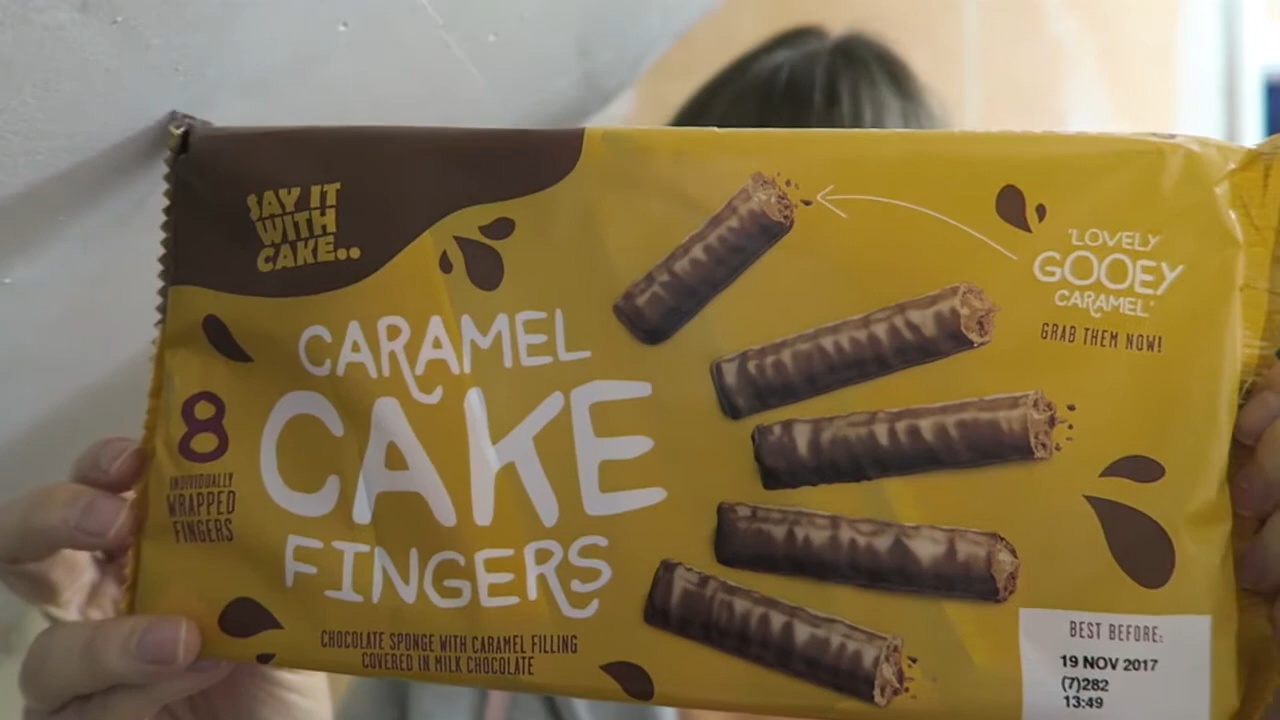 SAY IT
WITH
CAKE..
CARAMEL
CAKE
FINGERS
8
INDIVIDUALLY
WRAPPED
FINGERS
CHOCOLATE SPONGE WITH CARAMEL FILLING
COVERED IN MILK CHOCOLATE
'LOVELY
GOOEY
CARAMEL'
GRAB THEM NOW!
BEST BEFORE:
19 NOV 2017
(7)282
13:49